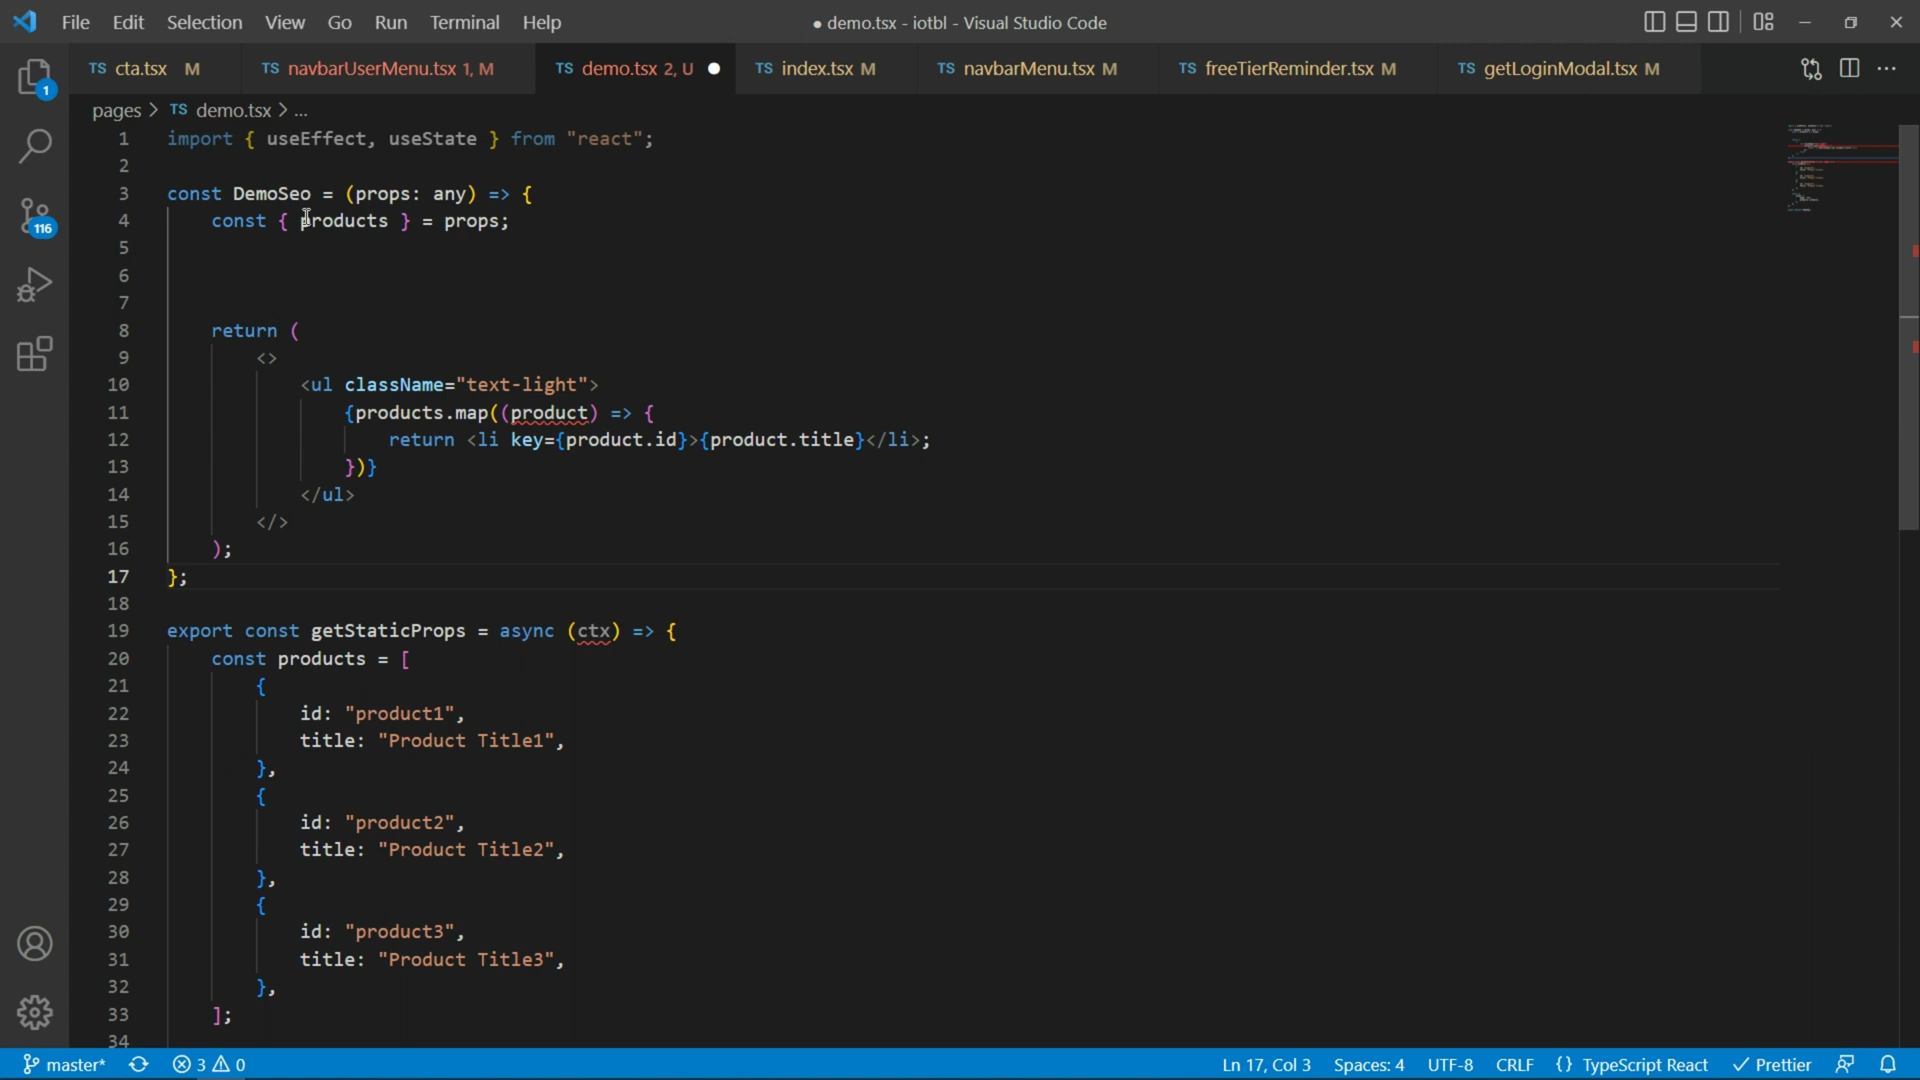 File Edit Selection View Go Run Terminal Help ● demo.tsx - iotbl - Visual Studio Code
TS cta.tsx M TS navbarUserMenu.tsx 1, M TS demo.tsx 2, U TS index.tsx M TS navbarMenu.tsx M TS freeTierReminder.tsx M TS getLoginModal.tsx M
1
116
pages > TS demo.tsx > ...
1 import { useEffect, useState } from "react";
2
3 const DemoSeo = (props: any) => {
4 const { products } = props;
5
6
7
8 return (
9 <>
10 <ul className="text-light">
11 {products.map((product) => {
12 return <li key={product.id}>{product.title}</li>;
13 })}
14 </ul>
15 </>
16 );
17 };
18
19 export const getStaticProps = async (ctx) => {
20 const products = [
21 {
22 id: "product1",
23 title: "Product Title1",
24 },
25 {
26 id: "product2",
27 title: "Product Title2",
28 },
29 {
30 id: "product3",
31 title: "Product Title3",
32 },
33 ];
34
master* 3 0 Ln 17, Col 3 Spaces: 4 UTF-8 CRLF {} TypeScript React ✓ Prettier